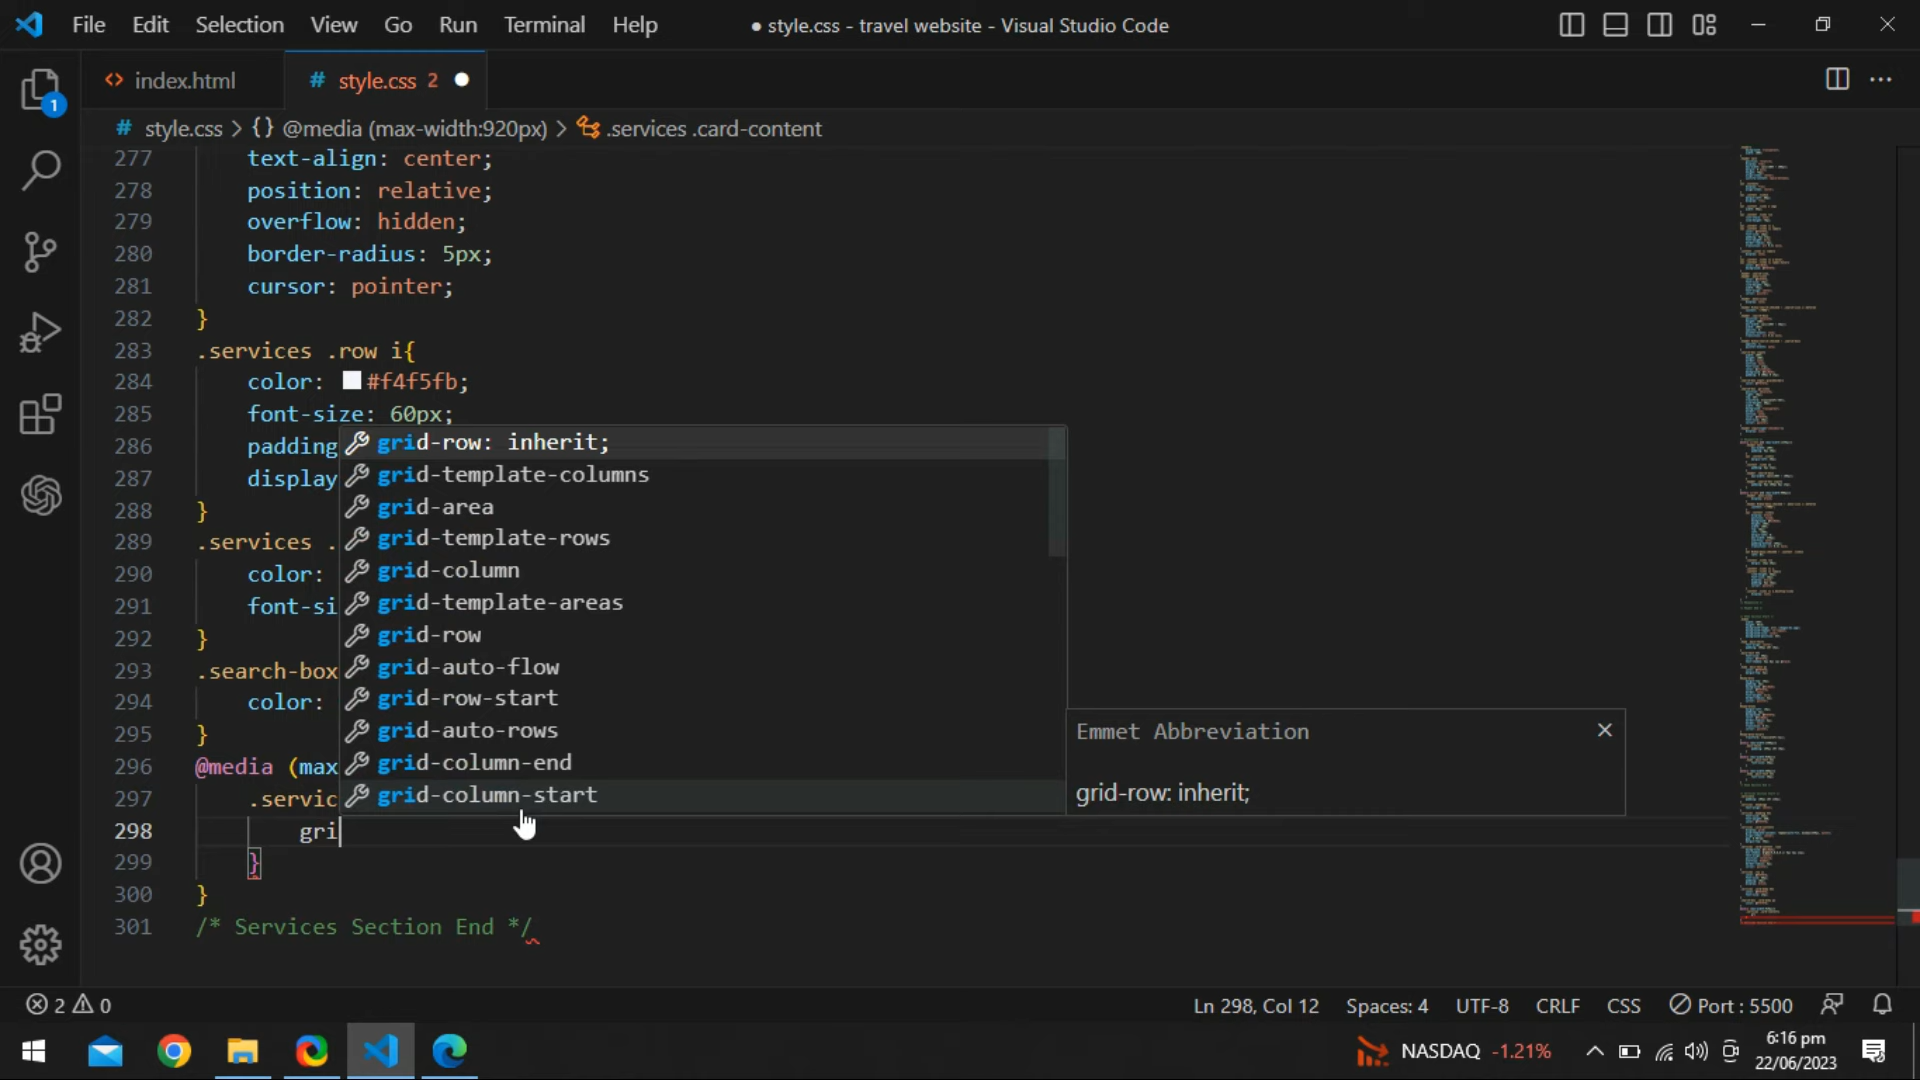 File Edit Selection View Go Run Terminal Help
● style.css - travel website - Visual Studio Code
<> index.html
# style.css 2 ●
# style.css > {} @media (max-width:920px) > .services .card-content
277 text-align: center;
278 position: relative;
279 overflow: hidden;
280 border-radius: 5px;
281 cursor: pointer;
282 }
283 .services .row i{
284 color: #f4f5fb;
285 font-size: 60px;
286 padding
287 display
288 }
289 .services .
290 color:
291 font-si
292 }
293 .search-box
294 color:
295 }
296 @media (max
297 .servic
298 gri
299 }
300 }
301 /* Services Section End */
grid-row: inherit;
grid-template-columns
grid-area
grid-template-rows
grid-column
grid-template-areas
grid-row
grid-auto-flow
grid-row-start
grid-auto-rows
grid-column-end
grid-column-start
Emmet Abbreviation
grid-row: inherit;
1
2 0
Ln 298, Col 12 Spaces: 4 UTF-8 CRLF CSS Port : 5500
NASDAQ -1.21%
6:16 pm
22/06/2023